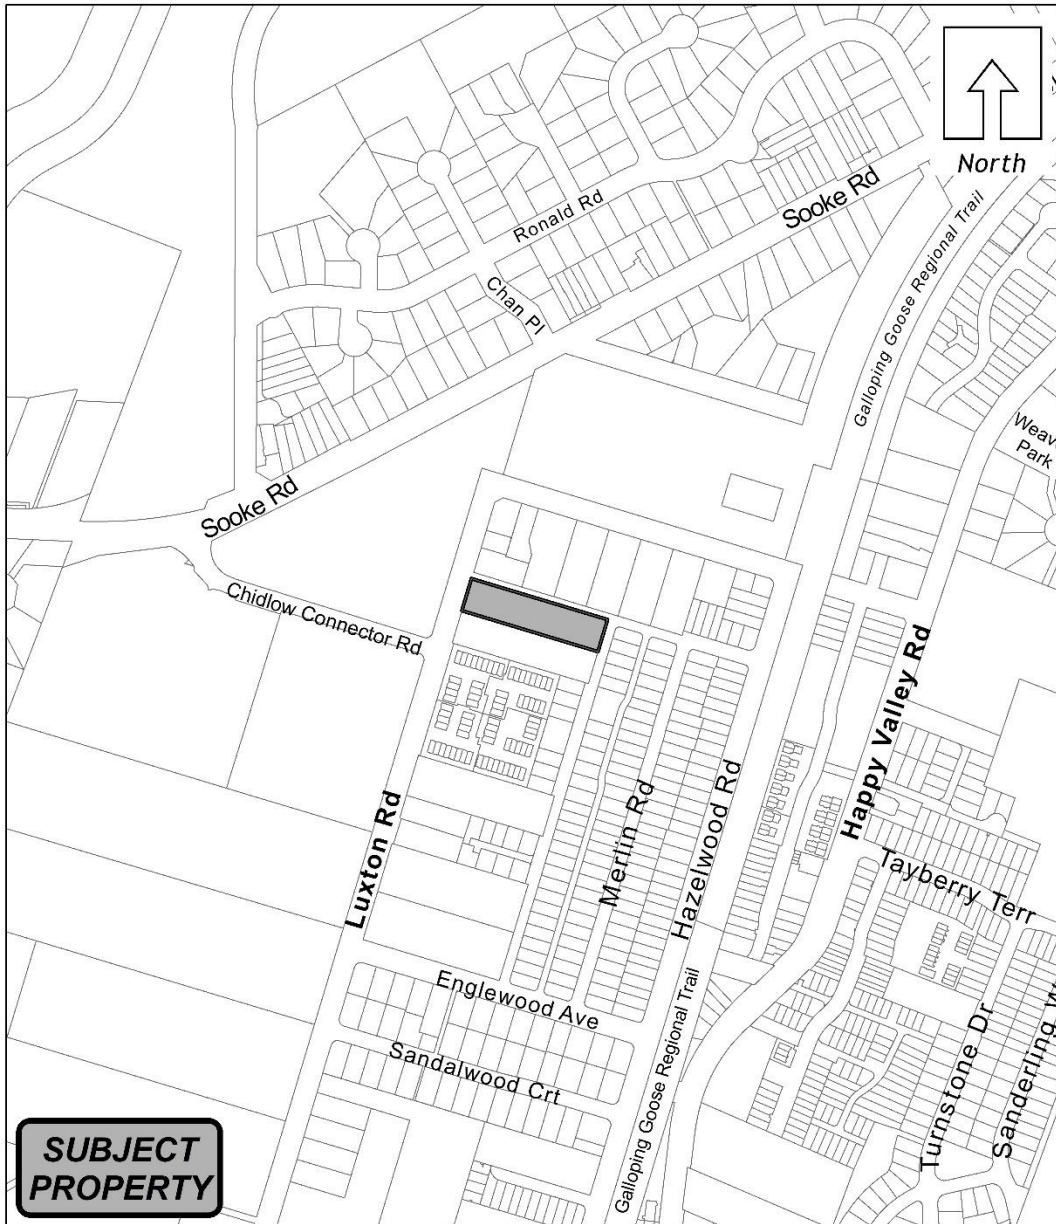 North
Sooke Rd
Ronald Rd
Galloping Goose Regional Trail
Chan Pl
Park
Sooke Rd
Chidlow Connector Rd
Happy Valley Rd
Luxton Rd
Merlin Rd
Hazelwood Rd
Tayberry Terr
Englewood Ave
Sandalwood Crt
Galloping Goose Regional Trail
Turnstone Dr
Sanderling
SUBJECT
PROPERTY